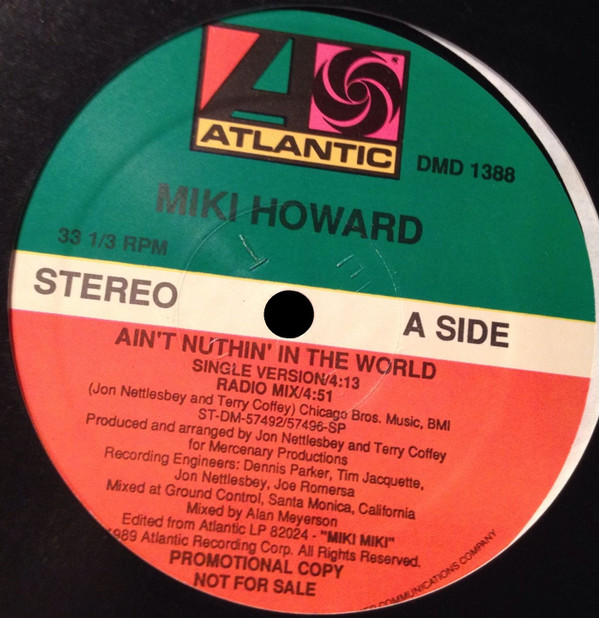 ATLANTIC
DMD 1388
MIKI HOWARD
33 1/3 RPM
STEREO
A SIDE
AIN'T NUTHIN' IN THE WORLD
SINGLE VERSION/4:13
RADIO MIX/4:51
(Jon Nettlesbey and Terry Coffey) Chicago Bros. Music, BMI
ST-DM-57492/57496-SP
Produced and arranged by Jon Nettlesbey and Terry Coffey
for Mercenary Productions
Recording Engineers: Dennis Parker, Tim Jacquette,
Jon Nettlesbey, Joe Romersa
Mixed at Ground Control, Santa Monica, California
Mixed by Alan Meyerson
Edited from Atlantic LP 82024 - "MIKI MIKI"
1989 Atlantic Recording Corp. All Rights Reserved.
PROMOTIONAL COPY
NOT FOR SALE
COMMUNICATIONS COMPANY